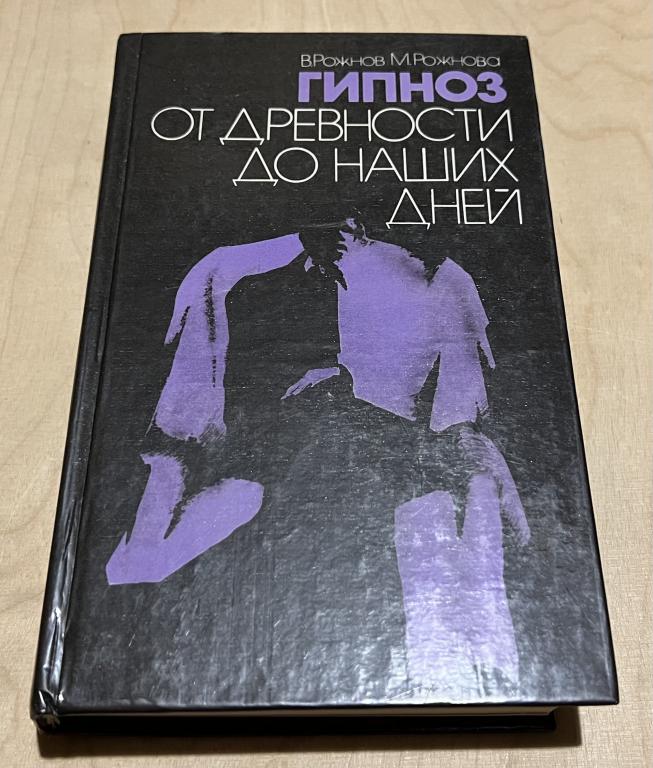 В.Рожнов М.Рожнова
ГИПНОЗ
ОТ ДРЕВНОСТИ
ДО НАШИХ
ДНЕЙ